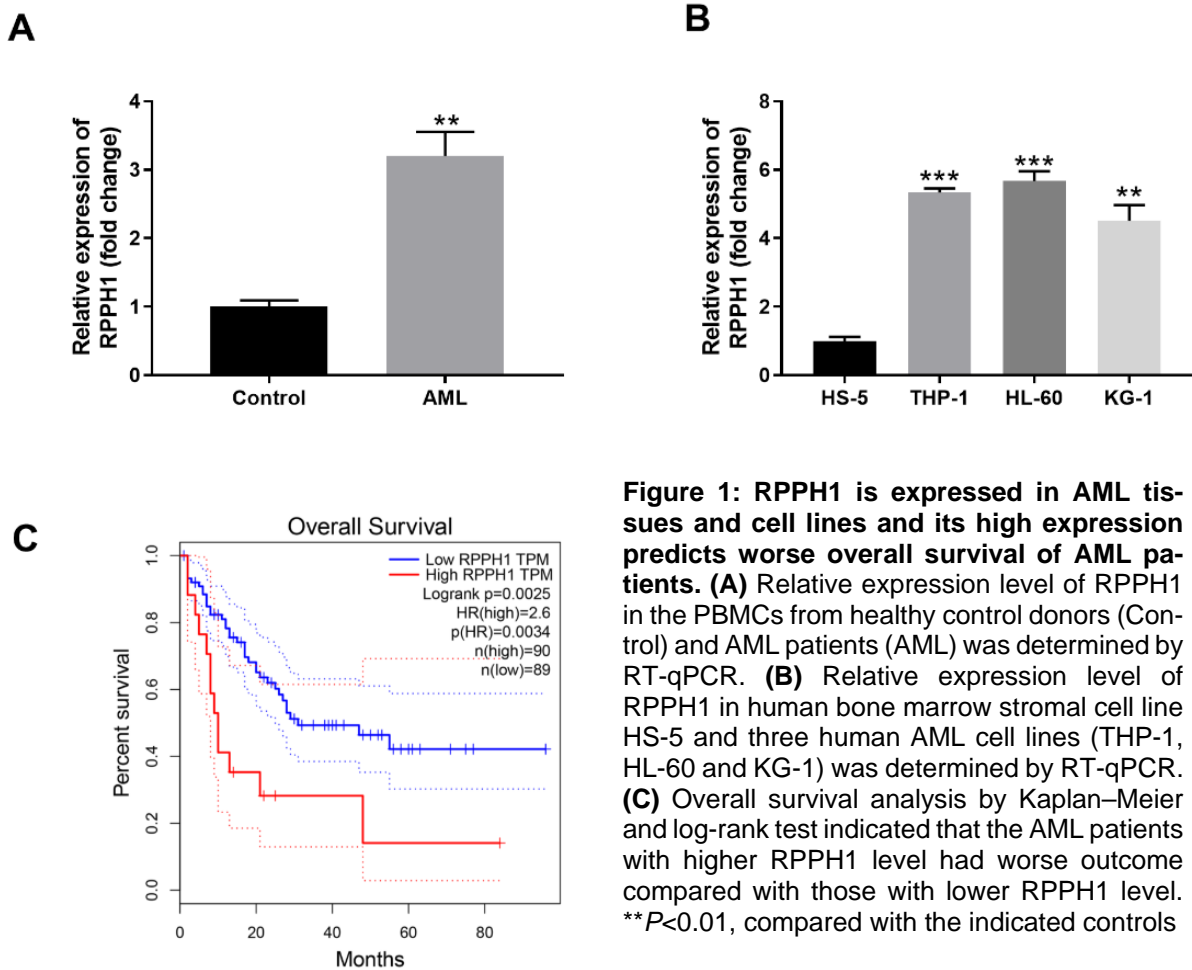 A
Relative expression of
RPPH1 (fold change)
4
3
2
1
0
**
Control
AML
B
Relative expression of
RPPH1 (fold change)
8
6
4
2
0
***
***
**
HS-5
THP-1
HL-60
KG-1
C
Overall Survival
Percent survival
1.0
0.8
0.6
0.4
0.2
0.0
Low RPPH1 TPM
High RPPH1 TPM
Logrank p=0.0025
HR(high)=2.6
p(HR)=0.0034
n(high)=90
n(low)=89
0
20
40
60
80
Months
Figure 1: RPPH1 is expressed in AML tis-
sues and cell lines and its high expression
predicts worse overall survival of AML pa-
tients. (A) Relative expression level of RPPH1
in the PBMCs from healthy control donors (Con-
trol) and AML patients (AML) was determined by
RT-qPCR. (B) Relative expression level of
RPPH1 in human bone marrow stromal cell line
HS-5 and three human AML cell lines (THP-1,
HL-60 and KG-1) was determined by RT-qPCR.
(C) Overall survival analysis by Kaplan–Meier
and log-rank test indicated that the AML patients
with higher RPPH1 level had worse outcome
compared with those with lower RPPH1 level.
**P<0.01, compared with the indicated controls